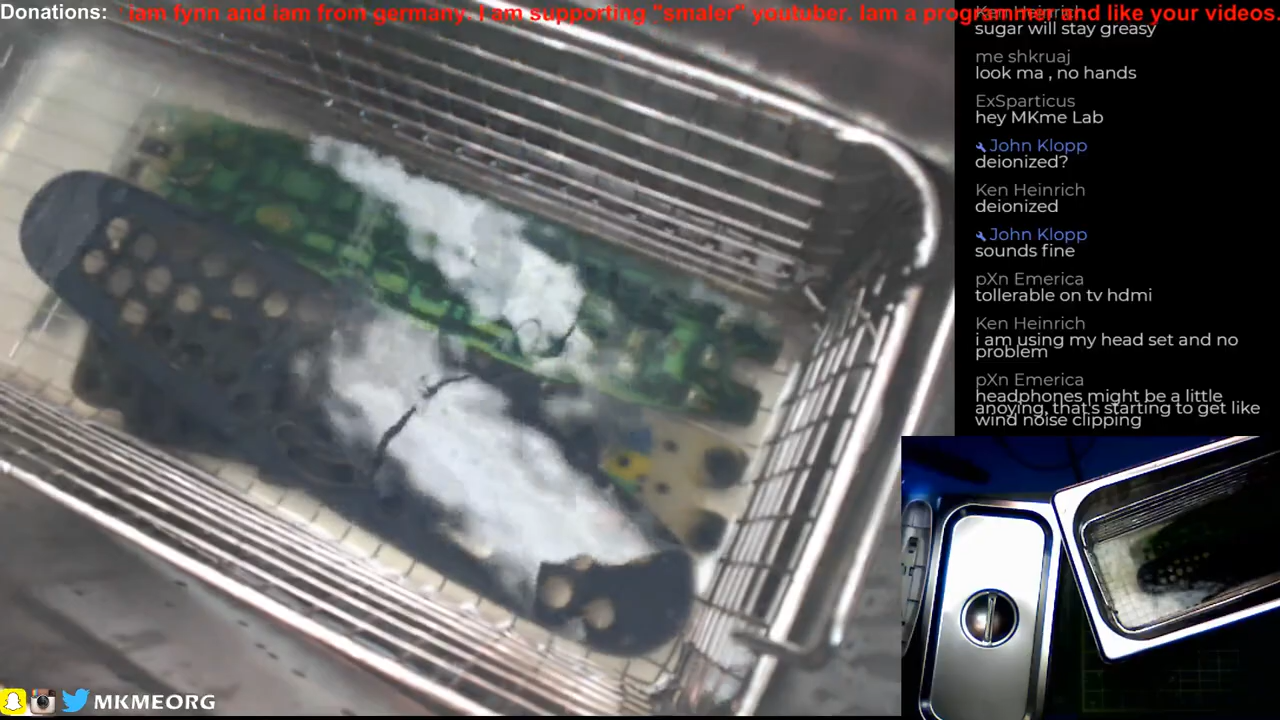 Donations: iam fynn and iam from germany. I am supporting "smaler" youtuber. Iam a programmer and like your videos.
Ken Heinrich
sugar will stay greasy
me shkruaj
look ma , no hands
ExSparticus
hey MKme Lab
John Klopp
deionized?
Ken Heinrich
deionized
John Klopp
sounds fine
pXn Emerica
tollerable on tv hdmi
Ken Heinrich
i am using my head set and no
problem
pXn Emerica
headphones might be a little
anoying, that's starting to get like
wind noise clipping
MKMEORG